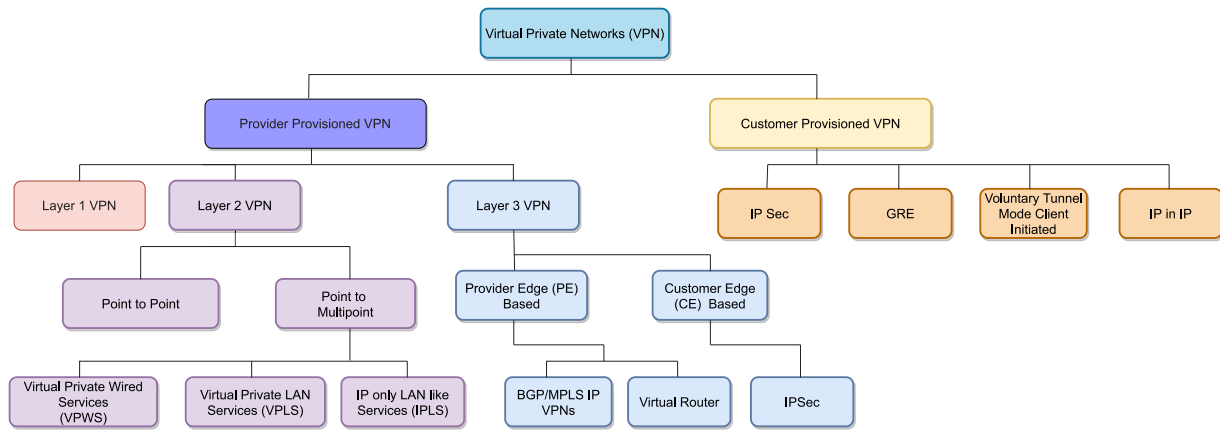 Virtual Private Networks (VPN)
Provider Provisioned VPN
Customer Provisioned VPN
Layer 1 VPN
Layer 2 VPN
Layer 3 VPN
IP Sec
GRE
Voluntary Tunnel
Mode Client
Initiated
IP in IP
Point to Point
Point to
Multipoint
Provider Edge (PE)
Based
Customer Edge
(CE) Based
Virtual Private Wired
Services
(VPWS)
Virtual Private LAN
Services (VPLS)
IP only LAN like
Services (IPLS)
BGP/MPLS IP
VPNs
Virtual Router
IPSec